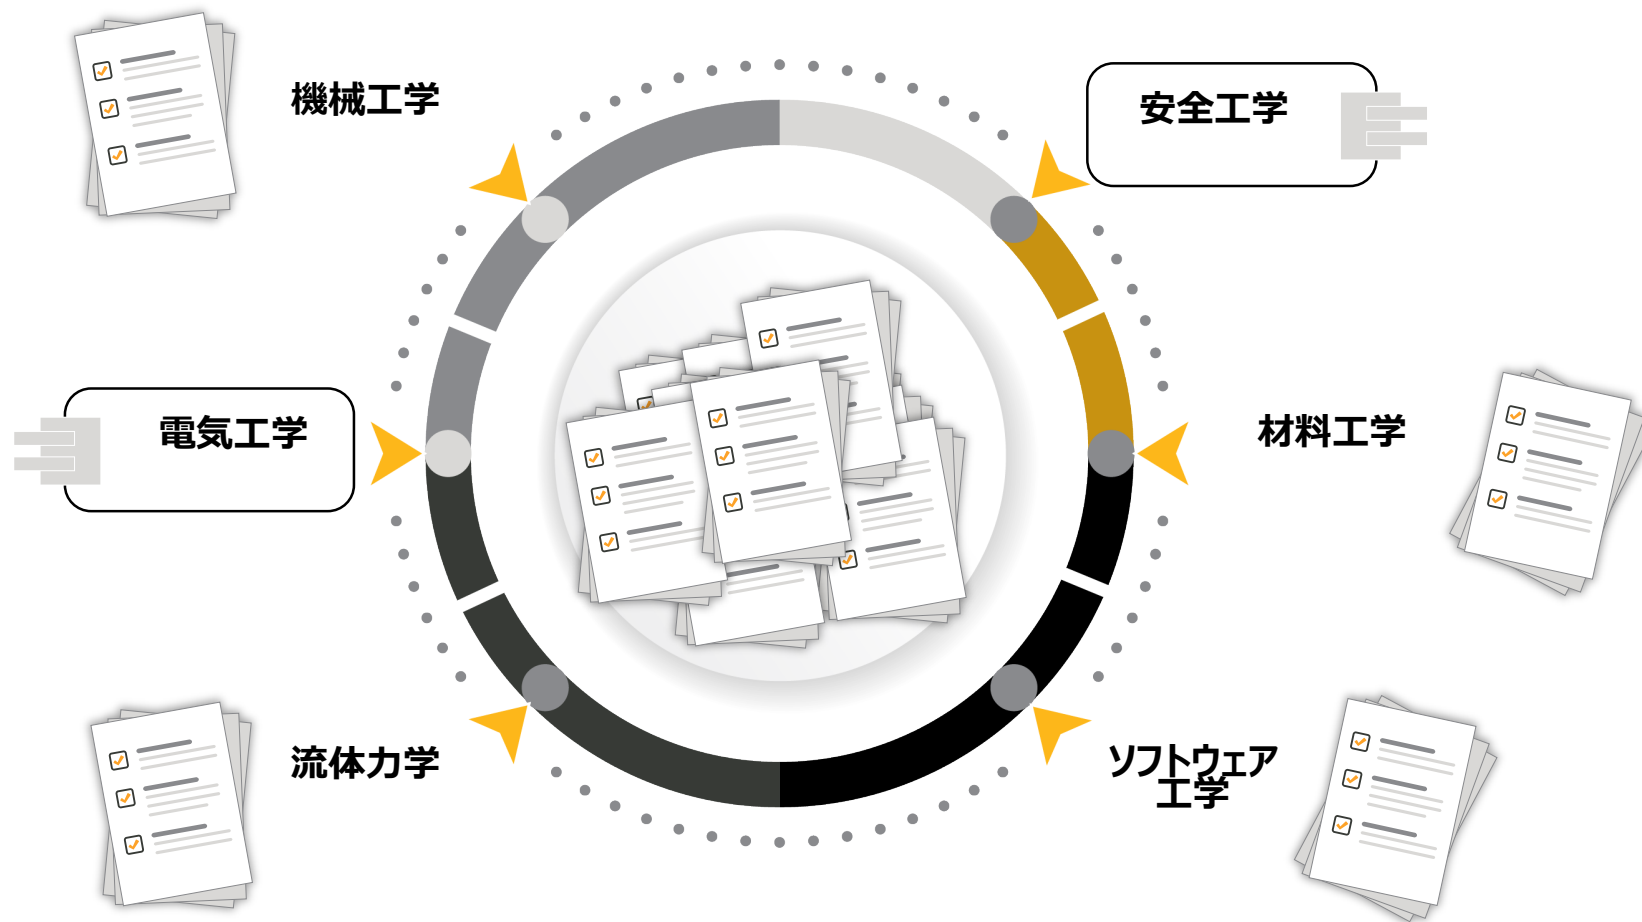 機械工学
安全工学
電気工学
材料工学
流体力学
ソフトウェア
工学